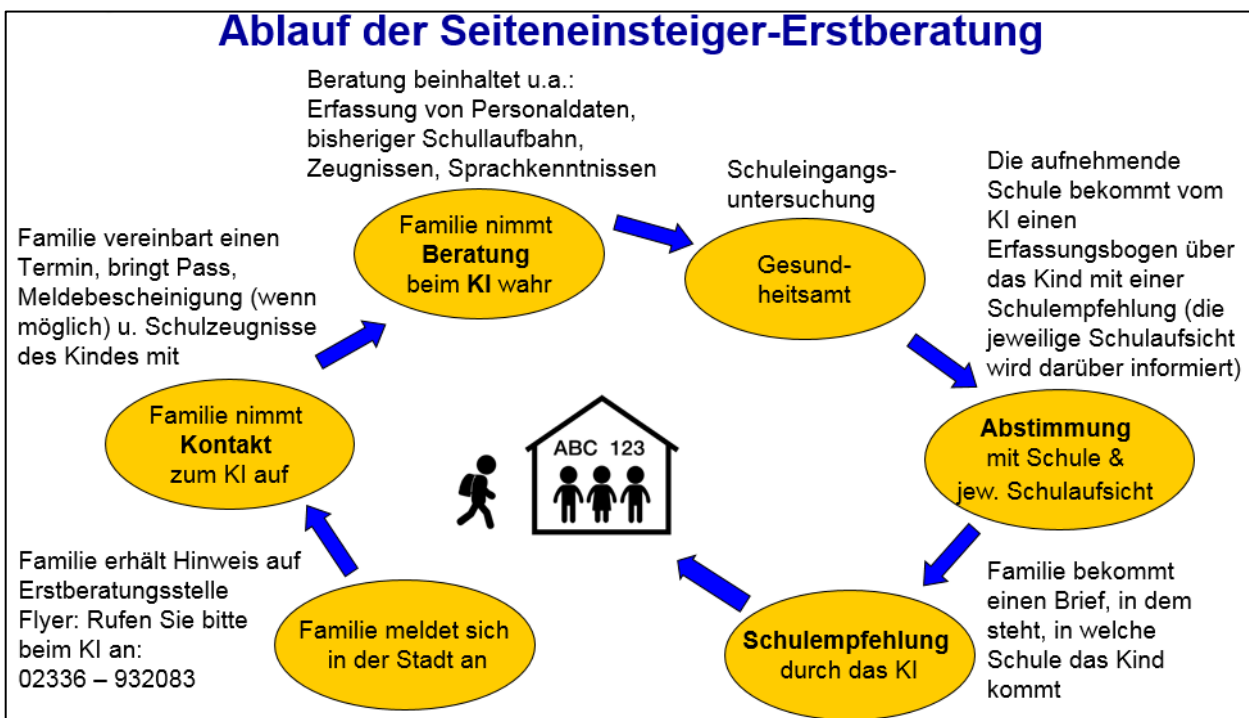 Ablauf der Seiteneinsteiger-Erstberatung
Beratung beinhaltet u.a.:
Erfassung von Personaldaten,
bisheriger Schullaufbahn,
Zeugnissen, Sprachkenntnissen
Schuleingangs-
untersuchung
Die aufnehmende
Schule bekommt vom
KI einen
Erfassungsbogen über
das Kind mit einer
Schulempfehlung (die
jeweilige Schulaufsicht
wird darüber informiert)
Familie vereinbart einen
Termin, bringt Pass,
Meldebescheinigung (wenn
möglich) u. Schulzeugnisse
des Kindes mit
Familie nimmt
Beratung
beim KI wahr
Gesund-
heitsamt
Familie nimmt
Kontakt
zum KI auf
ABC 123
Abstimmung
mit Schule &
jew. Schulaufsicht
Familie erhält Hinweis auf
Erstberatungsstelle
Flyer: Rufen Sie bitte
beim KI an:
02336 – 932083
Familie meldet sich
in der Stadt an
Schulempfehlung
durch das KI
Familie bekommt
einen Brief, in dem
steht, in welche
Schule das Kind
kommt